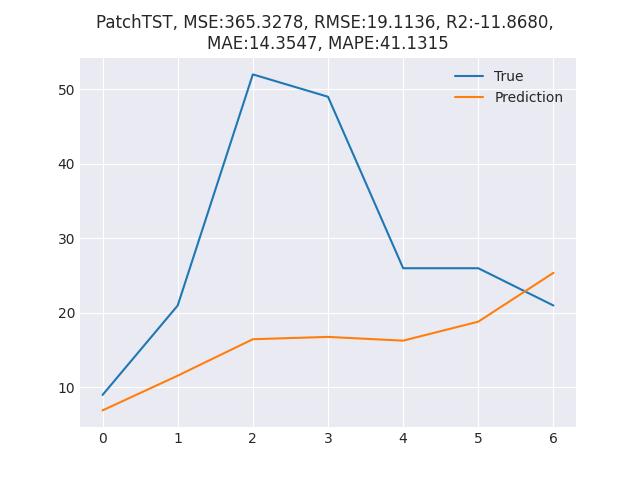 PatchTST, MSE:365.3278, RMSE:19.1136, R2:-11.8680,
MAE:14.3547, MAPE:41.1315
True
Prediction
50
40
30
20
10
0 1 2 3 4 5 6